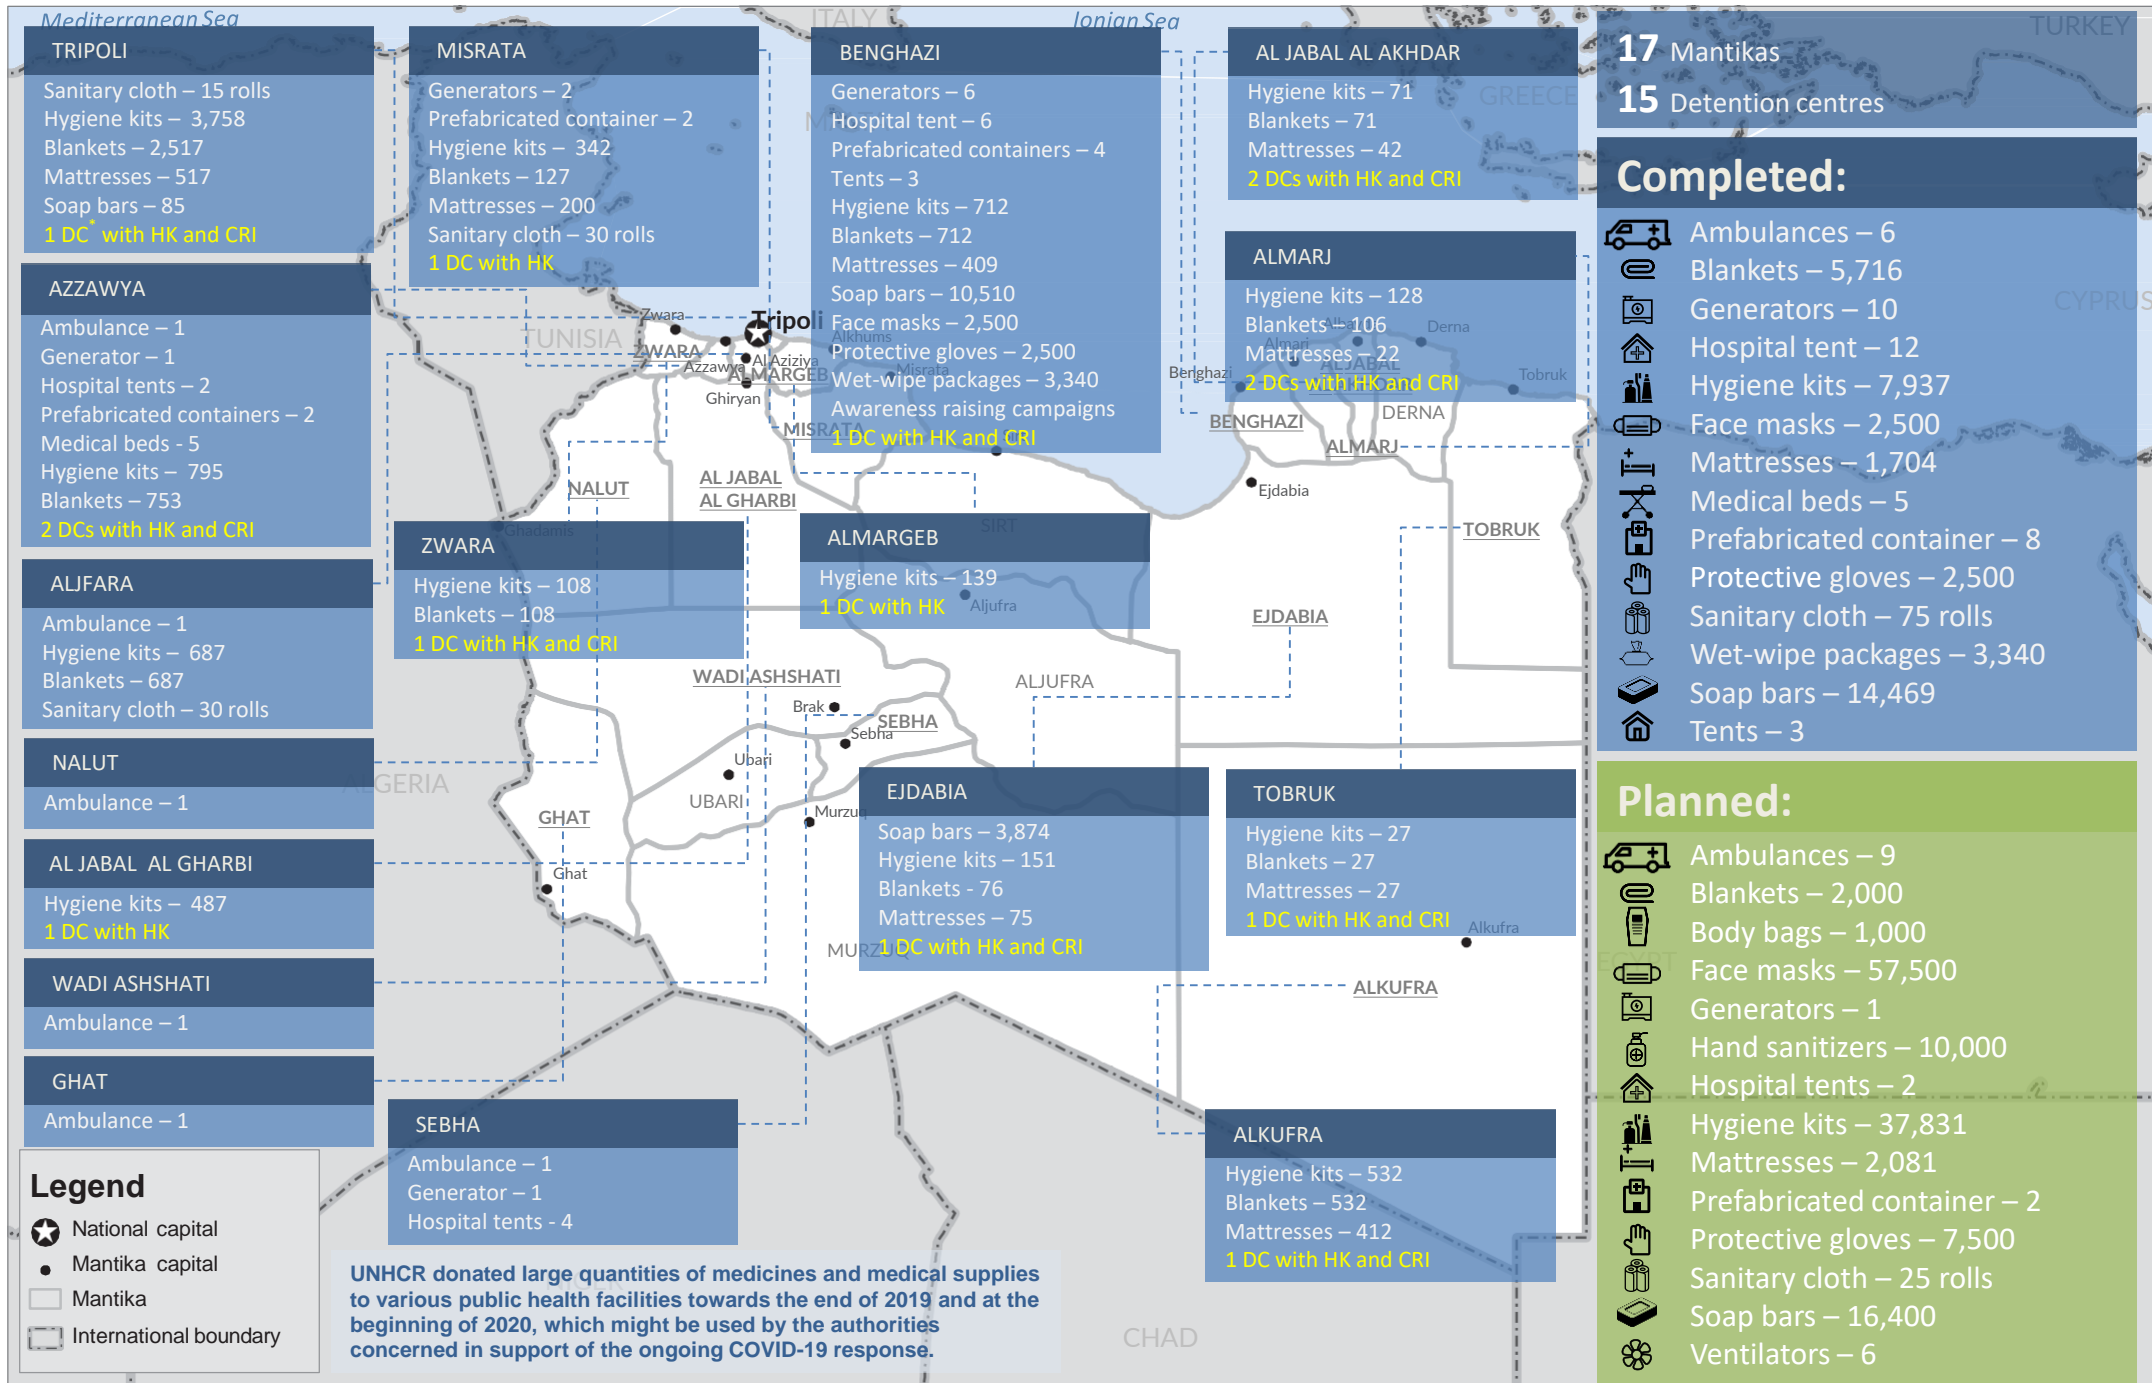 Mediterranean Sea
ITALY
Ionian Sea
TURKEY
GREECE
CYPRUS
TUNISIA
ALGERIA
CHAD
TRIPOLI
Sanitary cloth – 15 rolls
Hygiene kits – 3,758
Blankets – 2,517
Mattresses – 517
Soap bars – 85
1 DC* with HK and CRI
MISRATA
Generators – 2
Prefabricated container – 2
Hygiene kits – 342
Blankets – 127
Mattresses – 200
Sanitary cloth – 30 rolls
1 DC with HK
BENGHAZI
Generators – 6
Hospital tent – 6
Prefabricated containers – 4
Tents – 3
Hygiene kits – 712
Blankets – 712
Mattresses – 409
Soap bars – 10,510
Face masks – 2,500
Protective gloves – 2,500
Wet-wipe packages – 3,340
Awareness raising campaigns
1 DC with HK and CRI
AL JABAL AL AKHDAR
Hygiene kits – 71
Blankets – 71
Mattresses – 42
2 DCs with HK and CRI
ALMARJ
Hygiene kits – 128
Blankets – 106
Mattresses – 22
2 DCs with HK and CRI
AZZAWYA
Ambulance – 1
Generator – 1
Hospital tents – 2
Prefabricated containers – 2
Medical beds - 5
Hygiene kits – 795
Blankets – 753
2 DCs with HK and CRI
ALJFARA
Ambulance – 1
Hygiene kits – 687
Blankets – 687
Sanitary cloth – 30 rolls
NALUT
Ambulance – 1
AL JABAL AL GHARBI
Hygiene kits – 487
1 DC with HK
WADI ASHSHATI
Ambulance – 1
GHAT
Ambulance – 1
ZWARA
Hygiene kits – 108
Blankets – 108
1 DC with HK and CRI
ALMARGEB
Hygiene kits – 139
1 DC with HK
EJDABIA
Soap bars – 3,874
Hygiene kits – 151
Blankets - 76
Mattresses – 75
1 DC with HK and CRI
TOBRUK
Hygiene kits – 27
Blankets – 27
Mattresses – 27
1 DC with HK and CRI
SEBHA
Ambulance – 1
Generator – 1
Hospital tents - 4
ALKUFRA
Hygiene kits – 532
Blankets – 532
Mattresses – 412
1 DC with HK and CRI
Zwara
Tripoli
Alkhums
ZWARA
Azzawya
Al Aziziya
ALMARGEB
Misrata
Ghiryan
MISRATA
NALUT
AL JABAL
AL GHARBI
Ghadamis
SIRT
Aljufra
Benghazi
Almarj
Derna
AL JABAL
Tobruk
DERNA
BENGHAZI
ALMARJ
Ejdabia
TOBRUK
EJDABIA
WADI ASHSHATI
ALJUFRA
Brak
SEBHA
Sebha
Ubari
UBARI
Murzuq
GHAT
Ghat
MURZUQ
Alkufra
ALKUFRA
17 Mantikas
15 Detention centres
Completed:
Ambulances – 6
Blankets – 5,716
Generators – 10
Hospital tent – 12
Hygiene kits – 7,937
Face masks – 2,500
Mattresses – 1,704
Medical beds – 5
Prefabricated container – 8
Protective gloves – 2,500
Sanitary cloth – 75 rolls
Wet-wipe packages – 3,340
Soap bars – 14,469
Tents – 3
Planned:
Ambulances – 9
Blankets – 2,000
Body bags – 1,000
Face masks – 57,500
Generators – 1
Hand sanitizers – 10,000
Hospital tents – 2
Hygiene kits – 37,831
Mattresses – 2,081
Prefabricated container – 2
Protective gloves – 7,500
Sanitary cloth – 25 rolls
Soap bars – 16,400
Ventilators – 6
Legend
National capital
Mantika capital
Mantika
International boundary
UNHCR donated large quantities of medicines and medical supplies
to various public health facilities towards the end of 2019 and at the
beginning of 2020, which might be used by the authorities
concerned in support of the ongoing COVID-19 response.